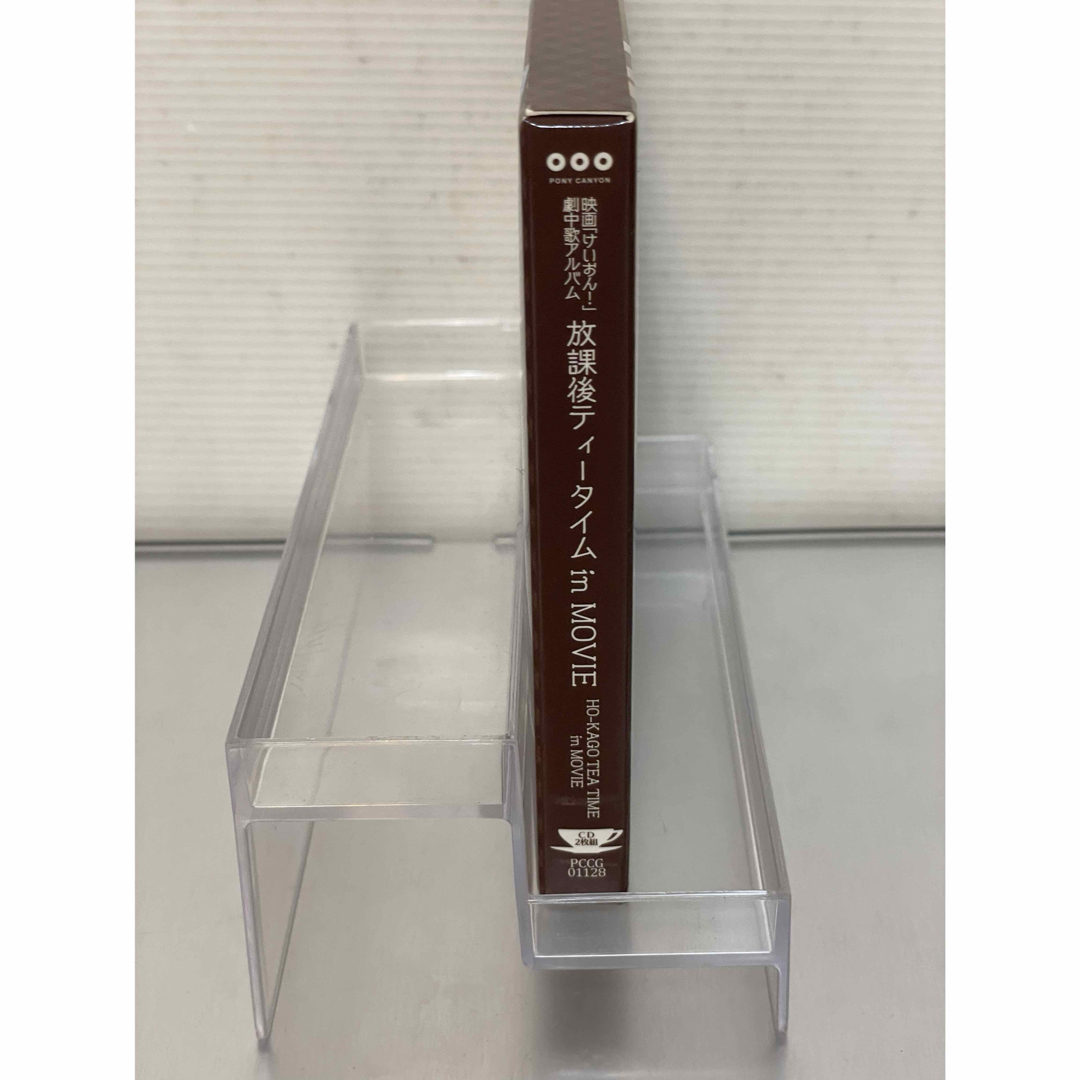 PONY CANYON
映画「けいおん!」
劇中歌アルバム
放課後ティータイム in MOVIE
HO-KAGO TEA TIME
in MOVIE
CD
2枚組
PCCG
01128